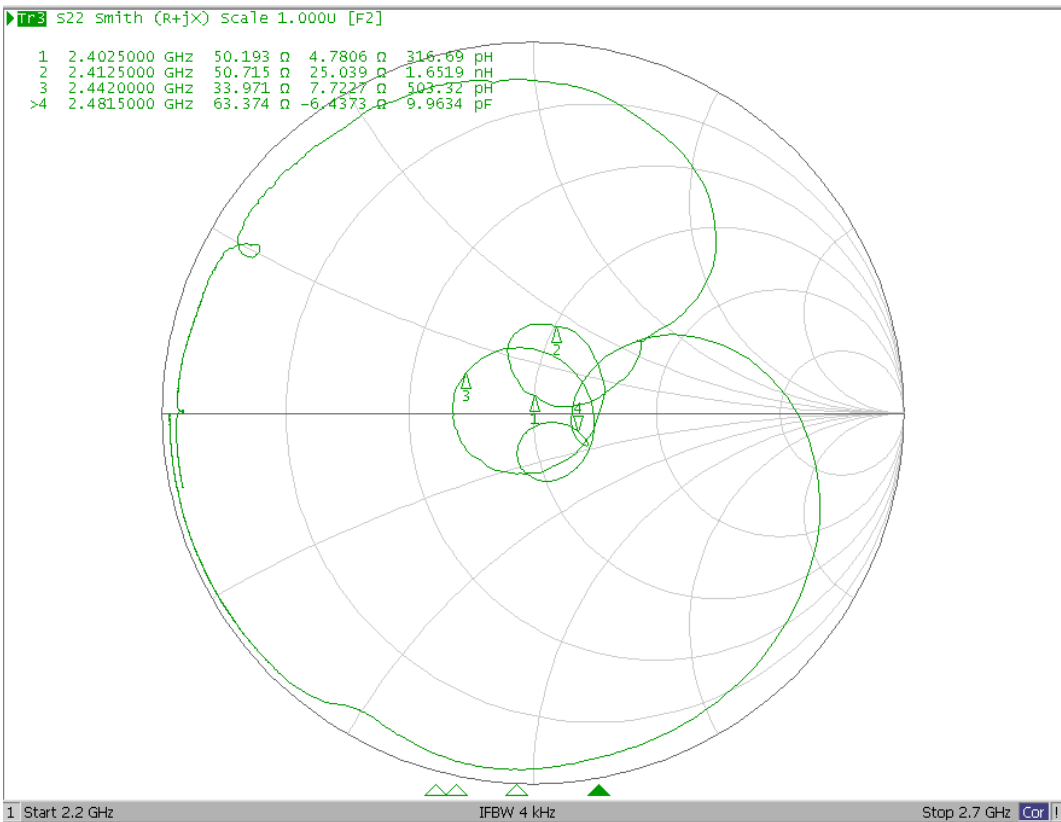 Tr3 S22 Smith (R+jX) Scale 1.000U [F2]
1 2.4025000 GHz 50.193 Ω 4.7806 Ω 316.69 pH
2 2.4125000 GHz 50.715 Ω 25.039 Ω 1.6519 nH
3 2.4420000 GHz 33.971 Ω 7.7227 Ω 503.32 pH
>4 2.4815000 GHz 63.374 Ω -6.4373 Ω 9.9634 pF
2
3
4
1
1 Start 2.2 GHz IFBW 4 kHz Stop 2.7 GHz Cor